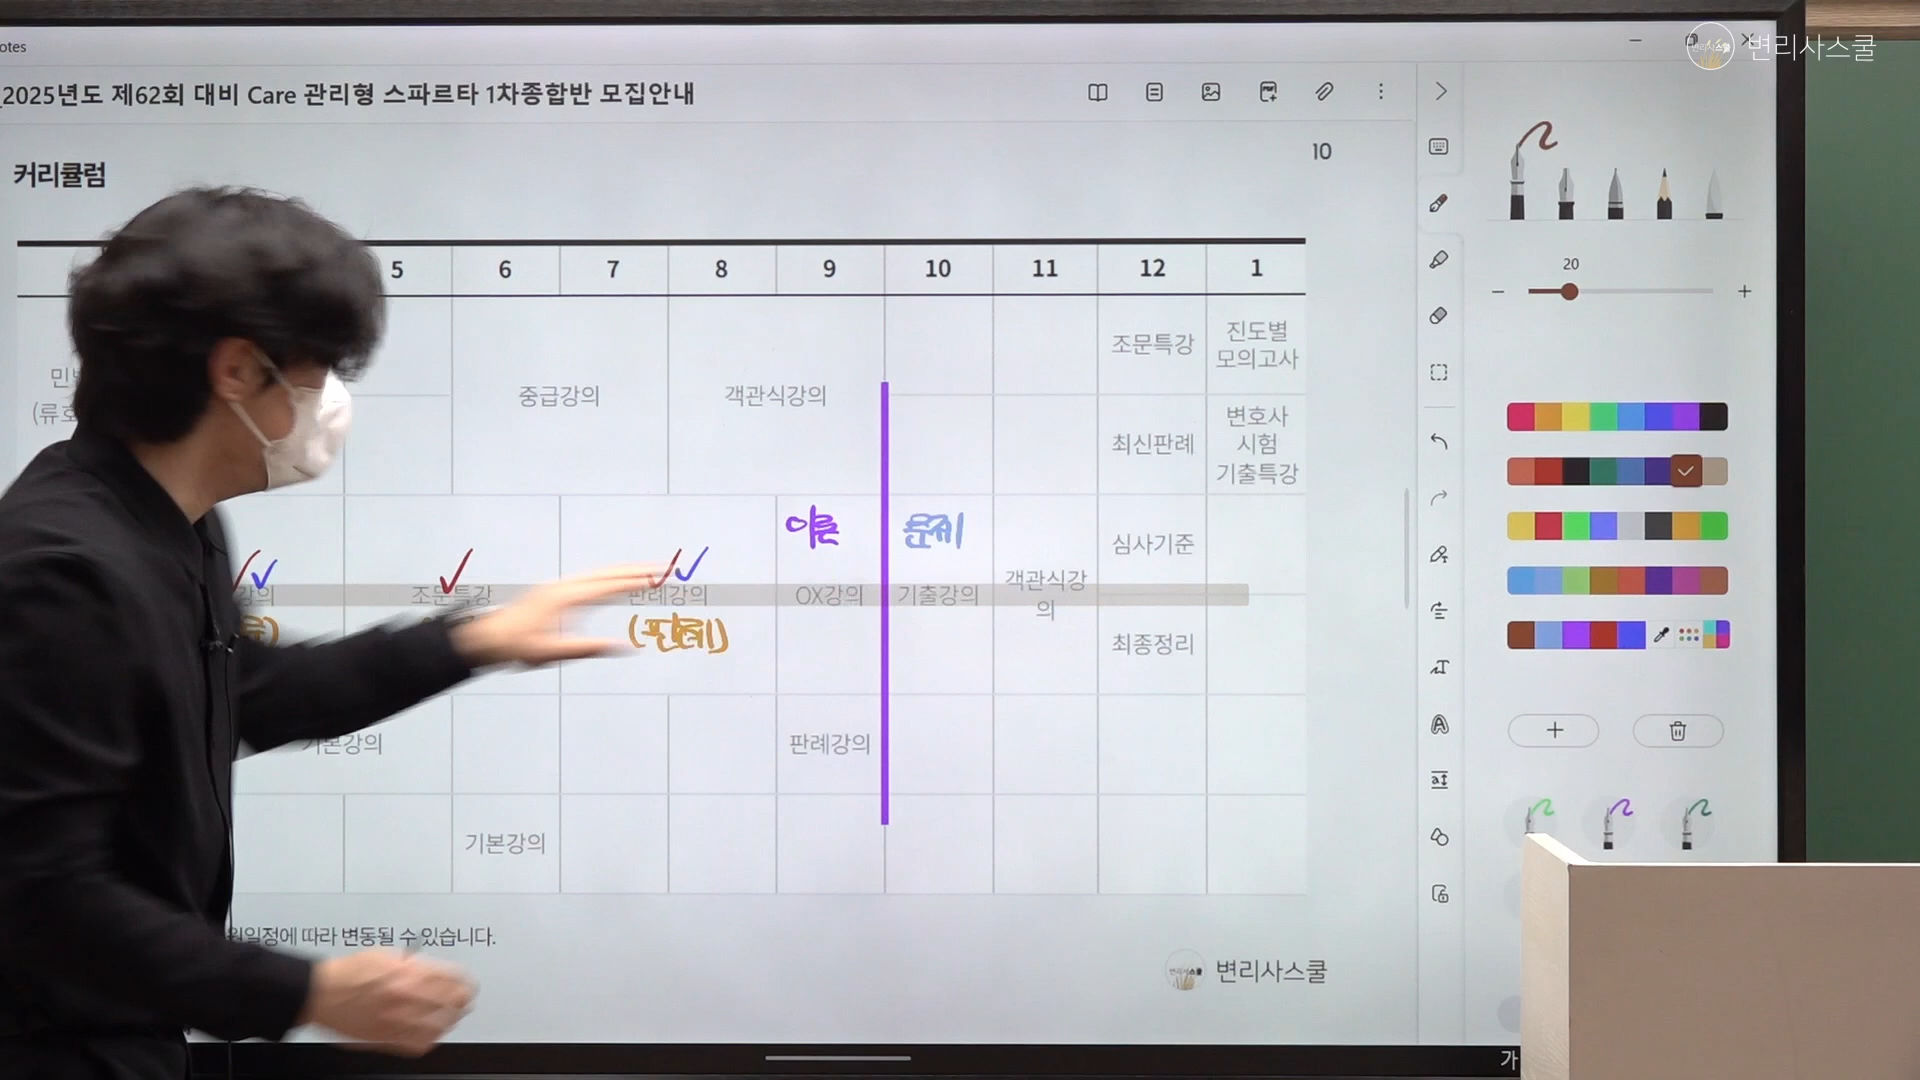 otes
변리사스쿨
2025년도 제62회 대비 Care 관리형 스파르타 1차종합반 모집안내
10
커리큘럼
5 6 7 8 9 10 11 12 1
20
민법
(류호
중급강의
객관식강의
조문특강
진도별
모의고사
최신판례
변호사
시험
기출특강
이론
문제
심사기준
강의
조문특강
판례강의
OX강의
기출강의
객관식강
의
(판례)
최종정리
기본강의
판례강의
기본강의
원일정에 따라 변동될 수 있습니다.
변리사스쿨
가